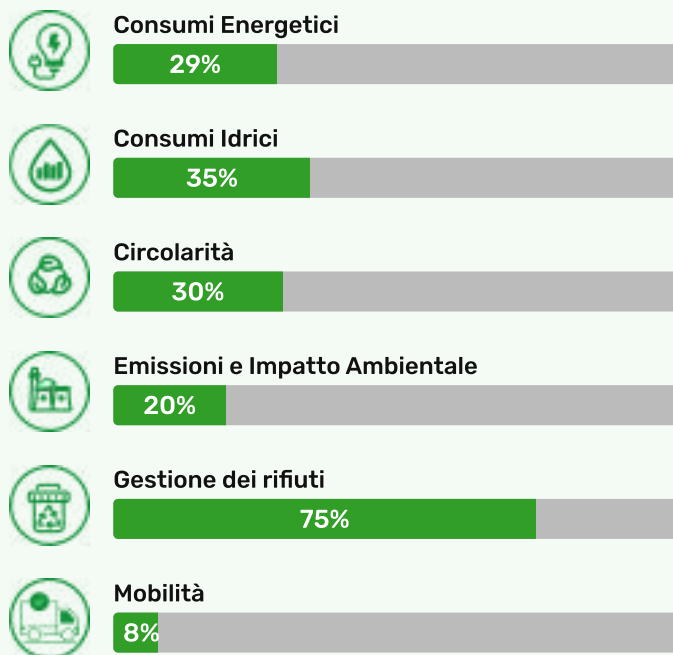 Consumi Energetici
29%
Consumi Idrici
35%
Circolarità
30%
Emissioni e Impatto Ambientale
20%
Gestione dei rifiuti
75%
Mobilità
8%